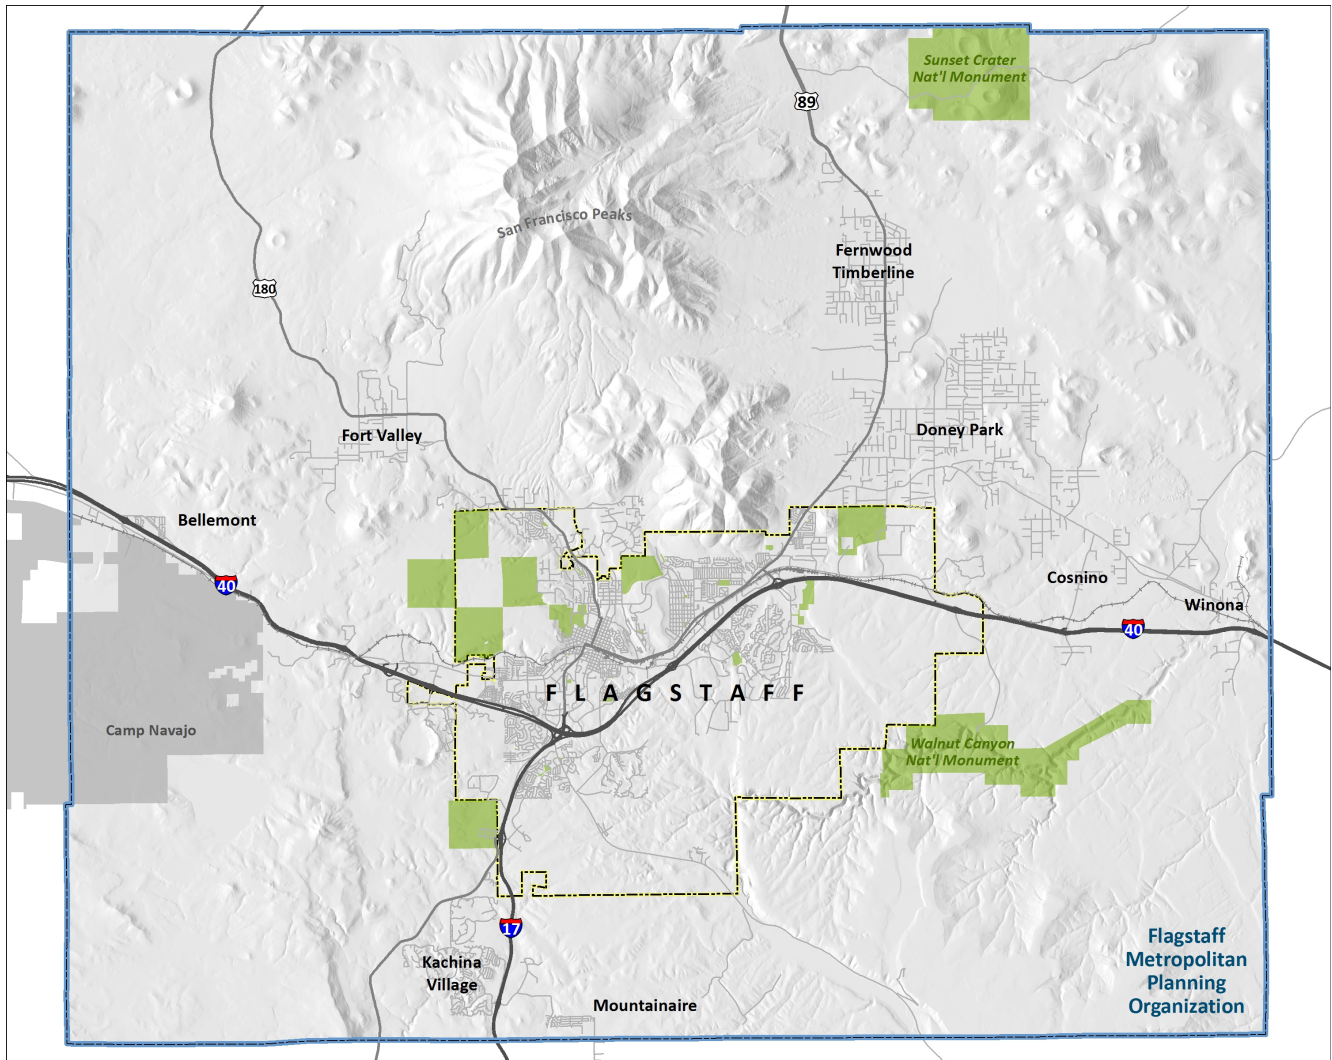 Sunset Crater
Nat'l Monument
89
San Francisco Peaks
Fernwood
Timberline
180
Fort Valley
Doney Park
Bellemont
40
Cosnino
Winona
40
F L A G S T A F F
Camp Navajo
Walnut Canyon
Nat'l Monument
17
Flagstaff
Metropolitan
Planning
Organization
Kachina
Village
Mountainaire